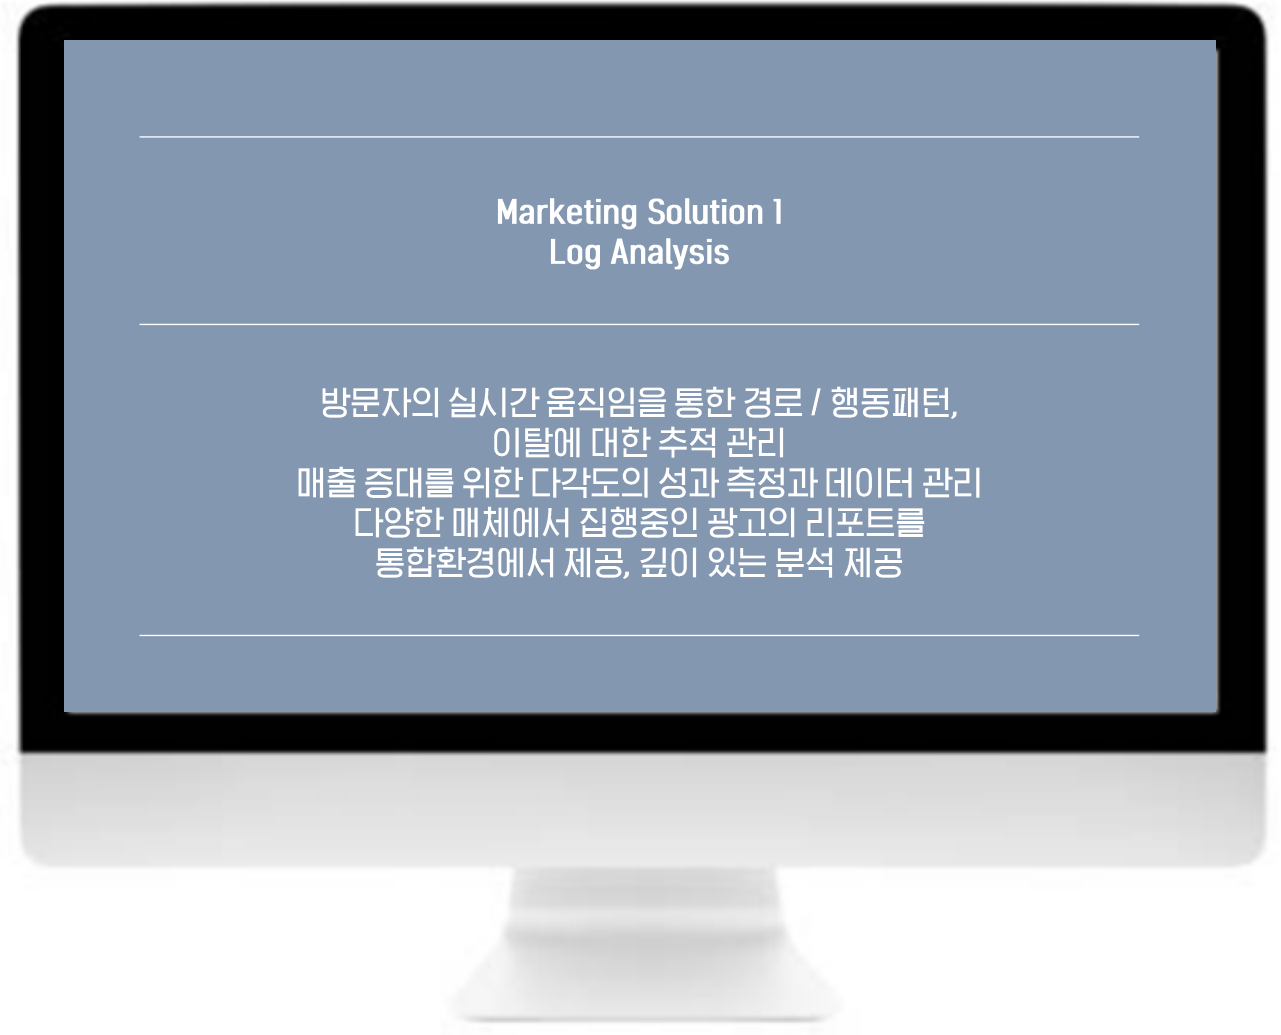 Marketing Solution 1
Log Analysis
방문자의 실시간 움직임을 통한 경로 / 행동패턴,
이탈에 대한 추적 관리
매출 증대를 위한 다각도의 성과 측정과 데이터 관리
다양한 매체에서 집행중인 광고의 리포트를
통합환경에서 제공, 깊이 있는 분석 제공